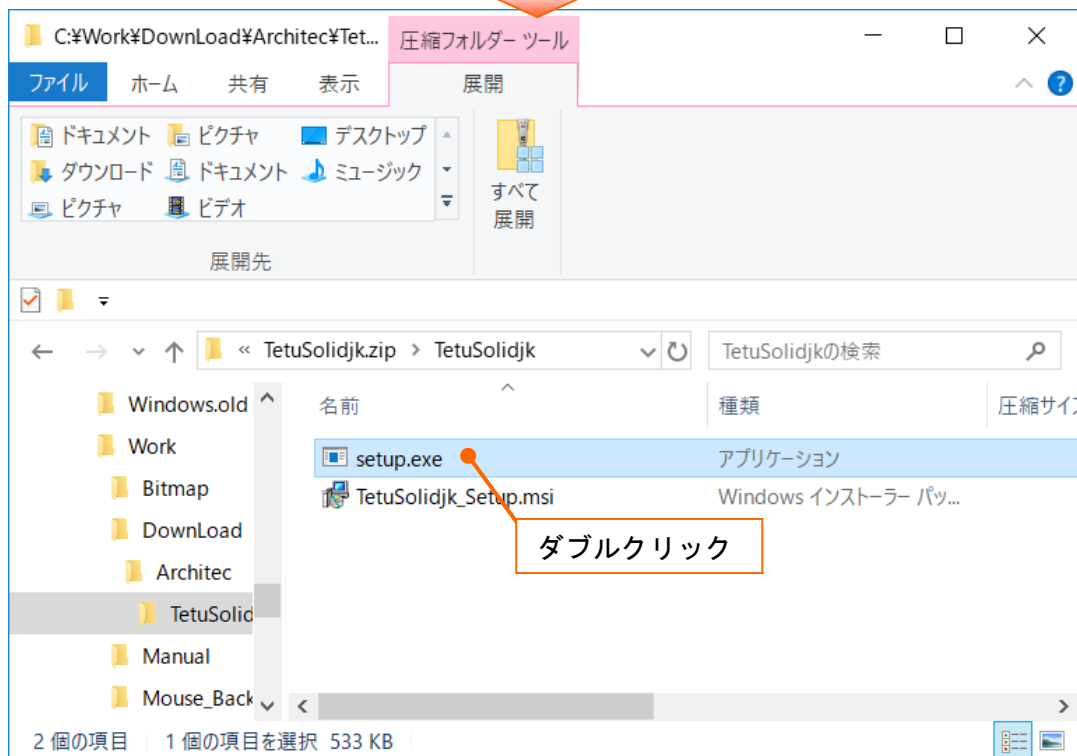 C:¥Work¥DownLoad¥Architec¥Tet...
圧縮フォルダー ツール
ファイル
ホーム
共有
表示
展開
ドキュメント
ピクチャ
デスクトップ
ダウンロード
ドキュメント
ミュージック
ピクチャ
ビデオ
すべて
展開
展開先
« TetuSolidjk.zip > TetuSolidjk
TetuSolidjkの検索
Windows.old
Work
Bitmap
DownLoad
Architec
TetuSolid
Manual
Mouse_Back
名前
種類
圧縮サイズ
setup.exe
アプリケーション
TetuSolidjk_Setup.msi
Windows インストーラー パッ...
ダブルクリック
2 個の項目
1 個の項目を選択 533 KB